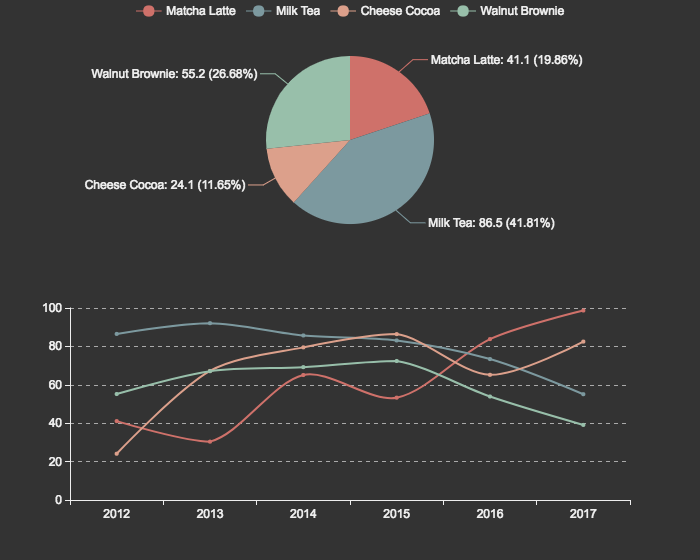 Matcha Latte Milk Tea Cheese Cocoa Walnut Brownie
Matcha Latte: 41.1 (19.86%)
Walnut Brownie: 55.2 (26.68%)
Cheese Cocoa: 24.1 (11.65%)
Milk Tea: 86.5 (41.81%)
100
80
60
40
20
0
2012 2013 2014 2015 2016 2017